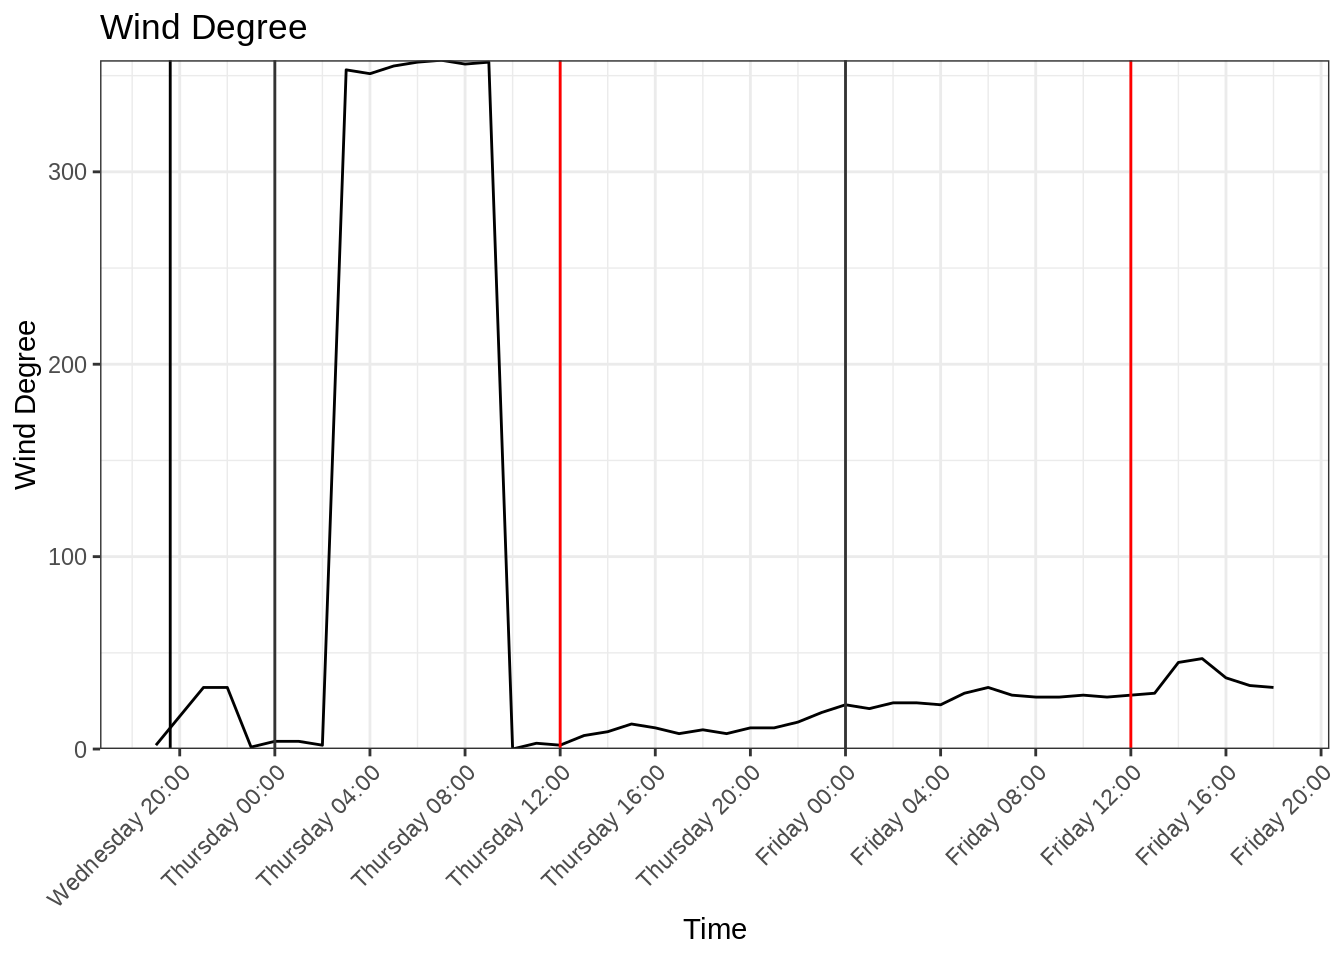 Wind Degree
Wind Degree
300
200
100
0
Wednesday 20:00
Thursday 00:00
Thursday 04:00
Thursday 08:00
Thursday 12:00
Thursday 16:00
Thursday 20:00
Friday 00:00
Friday 04:00
Friday 08:00
Friday 12:00
Friday 16:00
Friday 20:00
Time